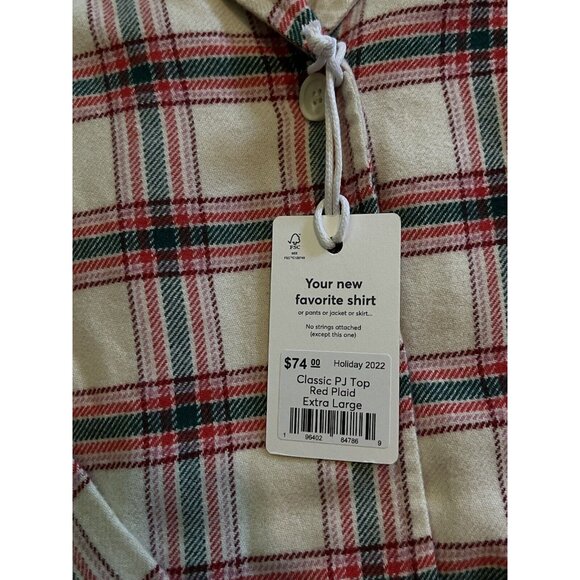 FSC
MIX
Your new
favorite shirt
or pants or jacket or skirt...
No strings attached
(except this one)
$74.00 Holiday 2022
Classic PJ Top
Red Plaid
Extra Large
1 96402 84786 9